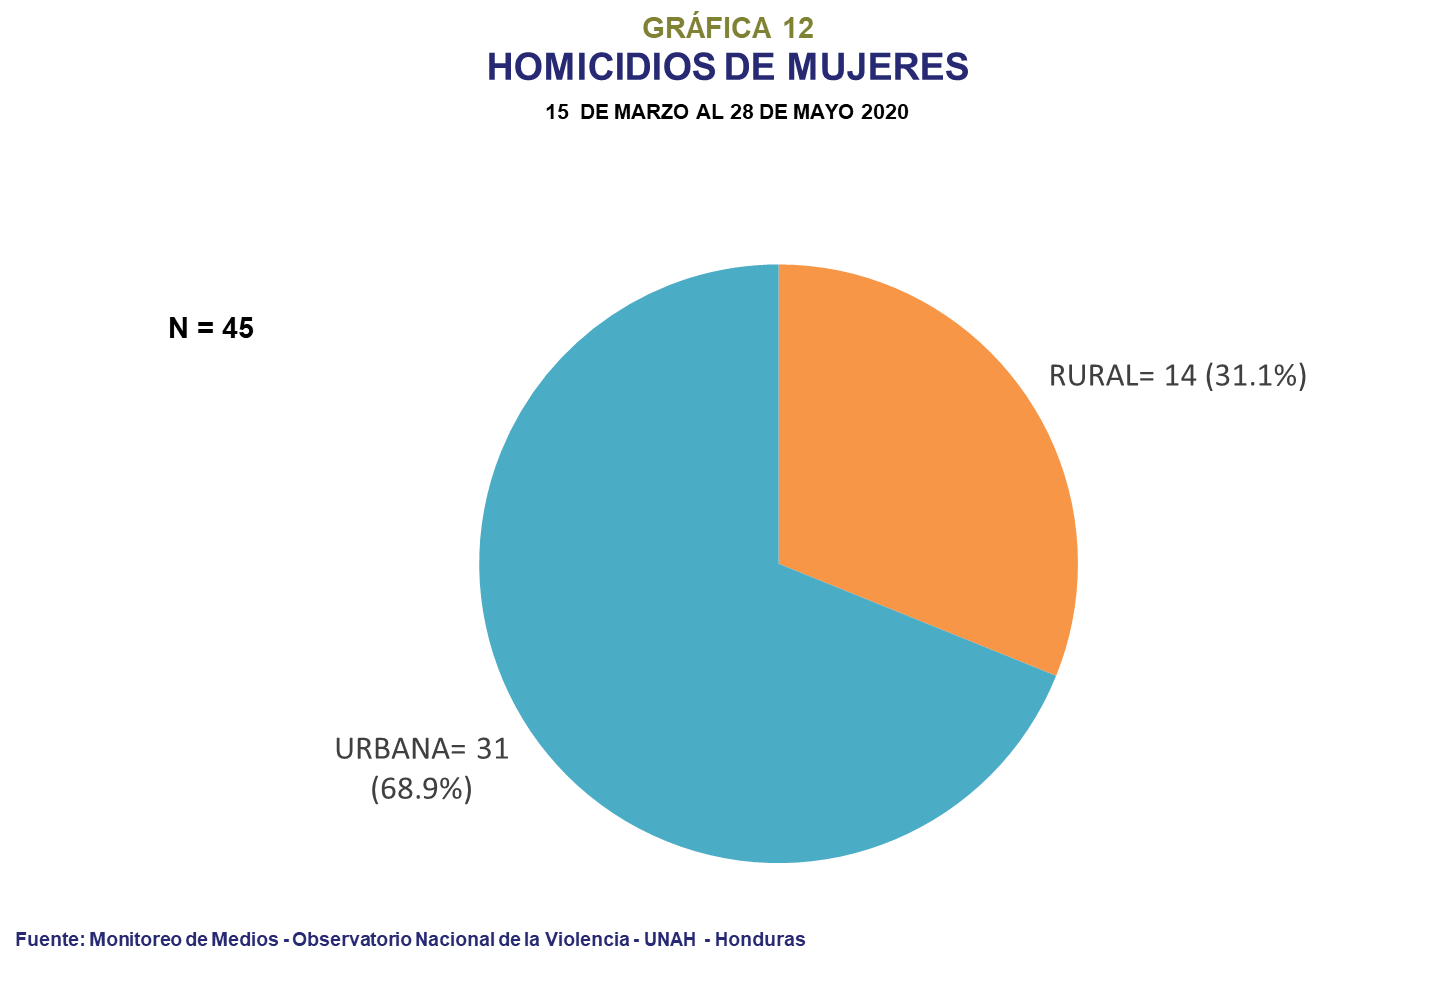 GRÁFICA 12
HOMICIDIOS DE MUJERES
15 DE MARZO AL 28 DE MAYO 2020
N = 45
RURAL= 14 (31.1%)
URBANA= 31
(68.9%)
Fuente: Monitoreo de Medios - Observatorio Nacional de la Violencia - UNAH - Honduras